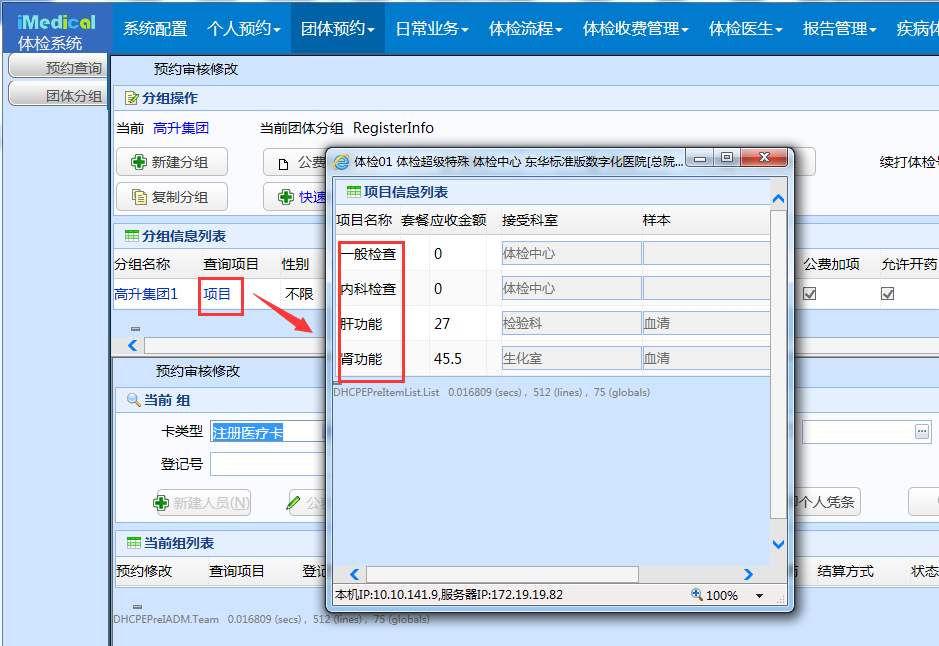 iMedical
体检系统
系统配置 个人预约 团体预约 日常业务 体检流程 体检收费管理 体检医生 报告管理 疾病
预约查询
团体分组
预约审核修改
分组操作
当前 高升集团 当前团体分组 RegisterInfo
新建分组 公费 续打体检
复制分组 快速
分组信息列表
分组名称 查询项目 性别 公费加项 允许开药
高升集团1 项目 不限
体检01 体检超级特殊 体检中心 东华标准版数字化医院[总院...
项目信息列表
项目名称 套餐 应收金额 接受科室 样本
一般检查 0 体检中心
内科检查 0 体检中心
肝功能 27 检验科 血清
肾功能 45.5 生化室 血清
DHCPEPreItemList.List 0.016809 (secs) , 512 (lines) , 75 (globals)
本机IP:10.10.141.9,服务器IP:172.19.19.82 100%
预约审核修改
当前 组
卡类型 注册医疗卡
登记号
新建人员(N) 公 个人凭条
当前组列表
预约修改 查询项目 登记 结算方式 状态
DHCPEPreIADM.Team 0.016809 (secs) , 512 (lines) , 75 (globals)